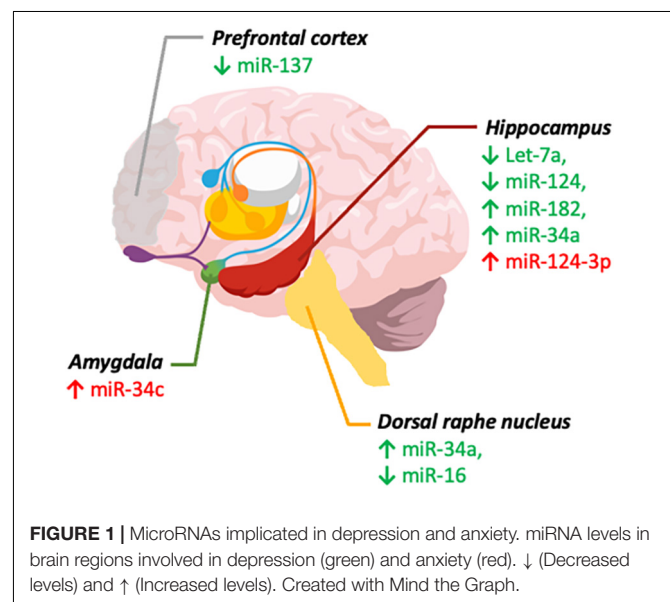 Prefrontal cortex
↓ miR-137
Hippocampus
↓ Let-7a,
↓ miR-124,
↑ miR-182,
↑ miR-34a
↑ miR-124-3p
Amygdala
↑ miR-34c
Dorsal raphe nucleus
↑ miR-34a,
↓ miR-16
FIGURE 1 | MicroRNAs implicated in depression and anxiety. miRNA levels in
brain regions involved in depression (green) and anxiety (red). ↓ (Decreased
levels) and ↑ (Increased levels). Created with Mind the Graph.